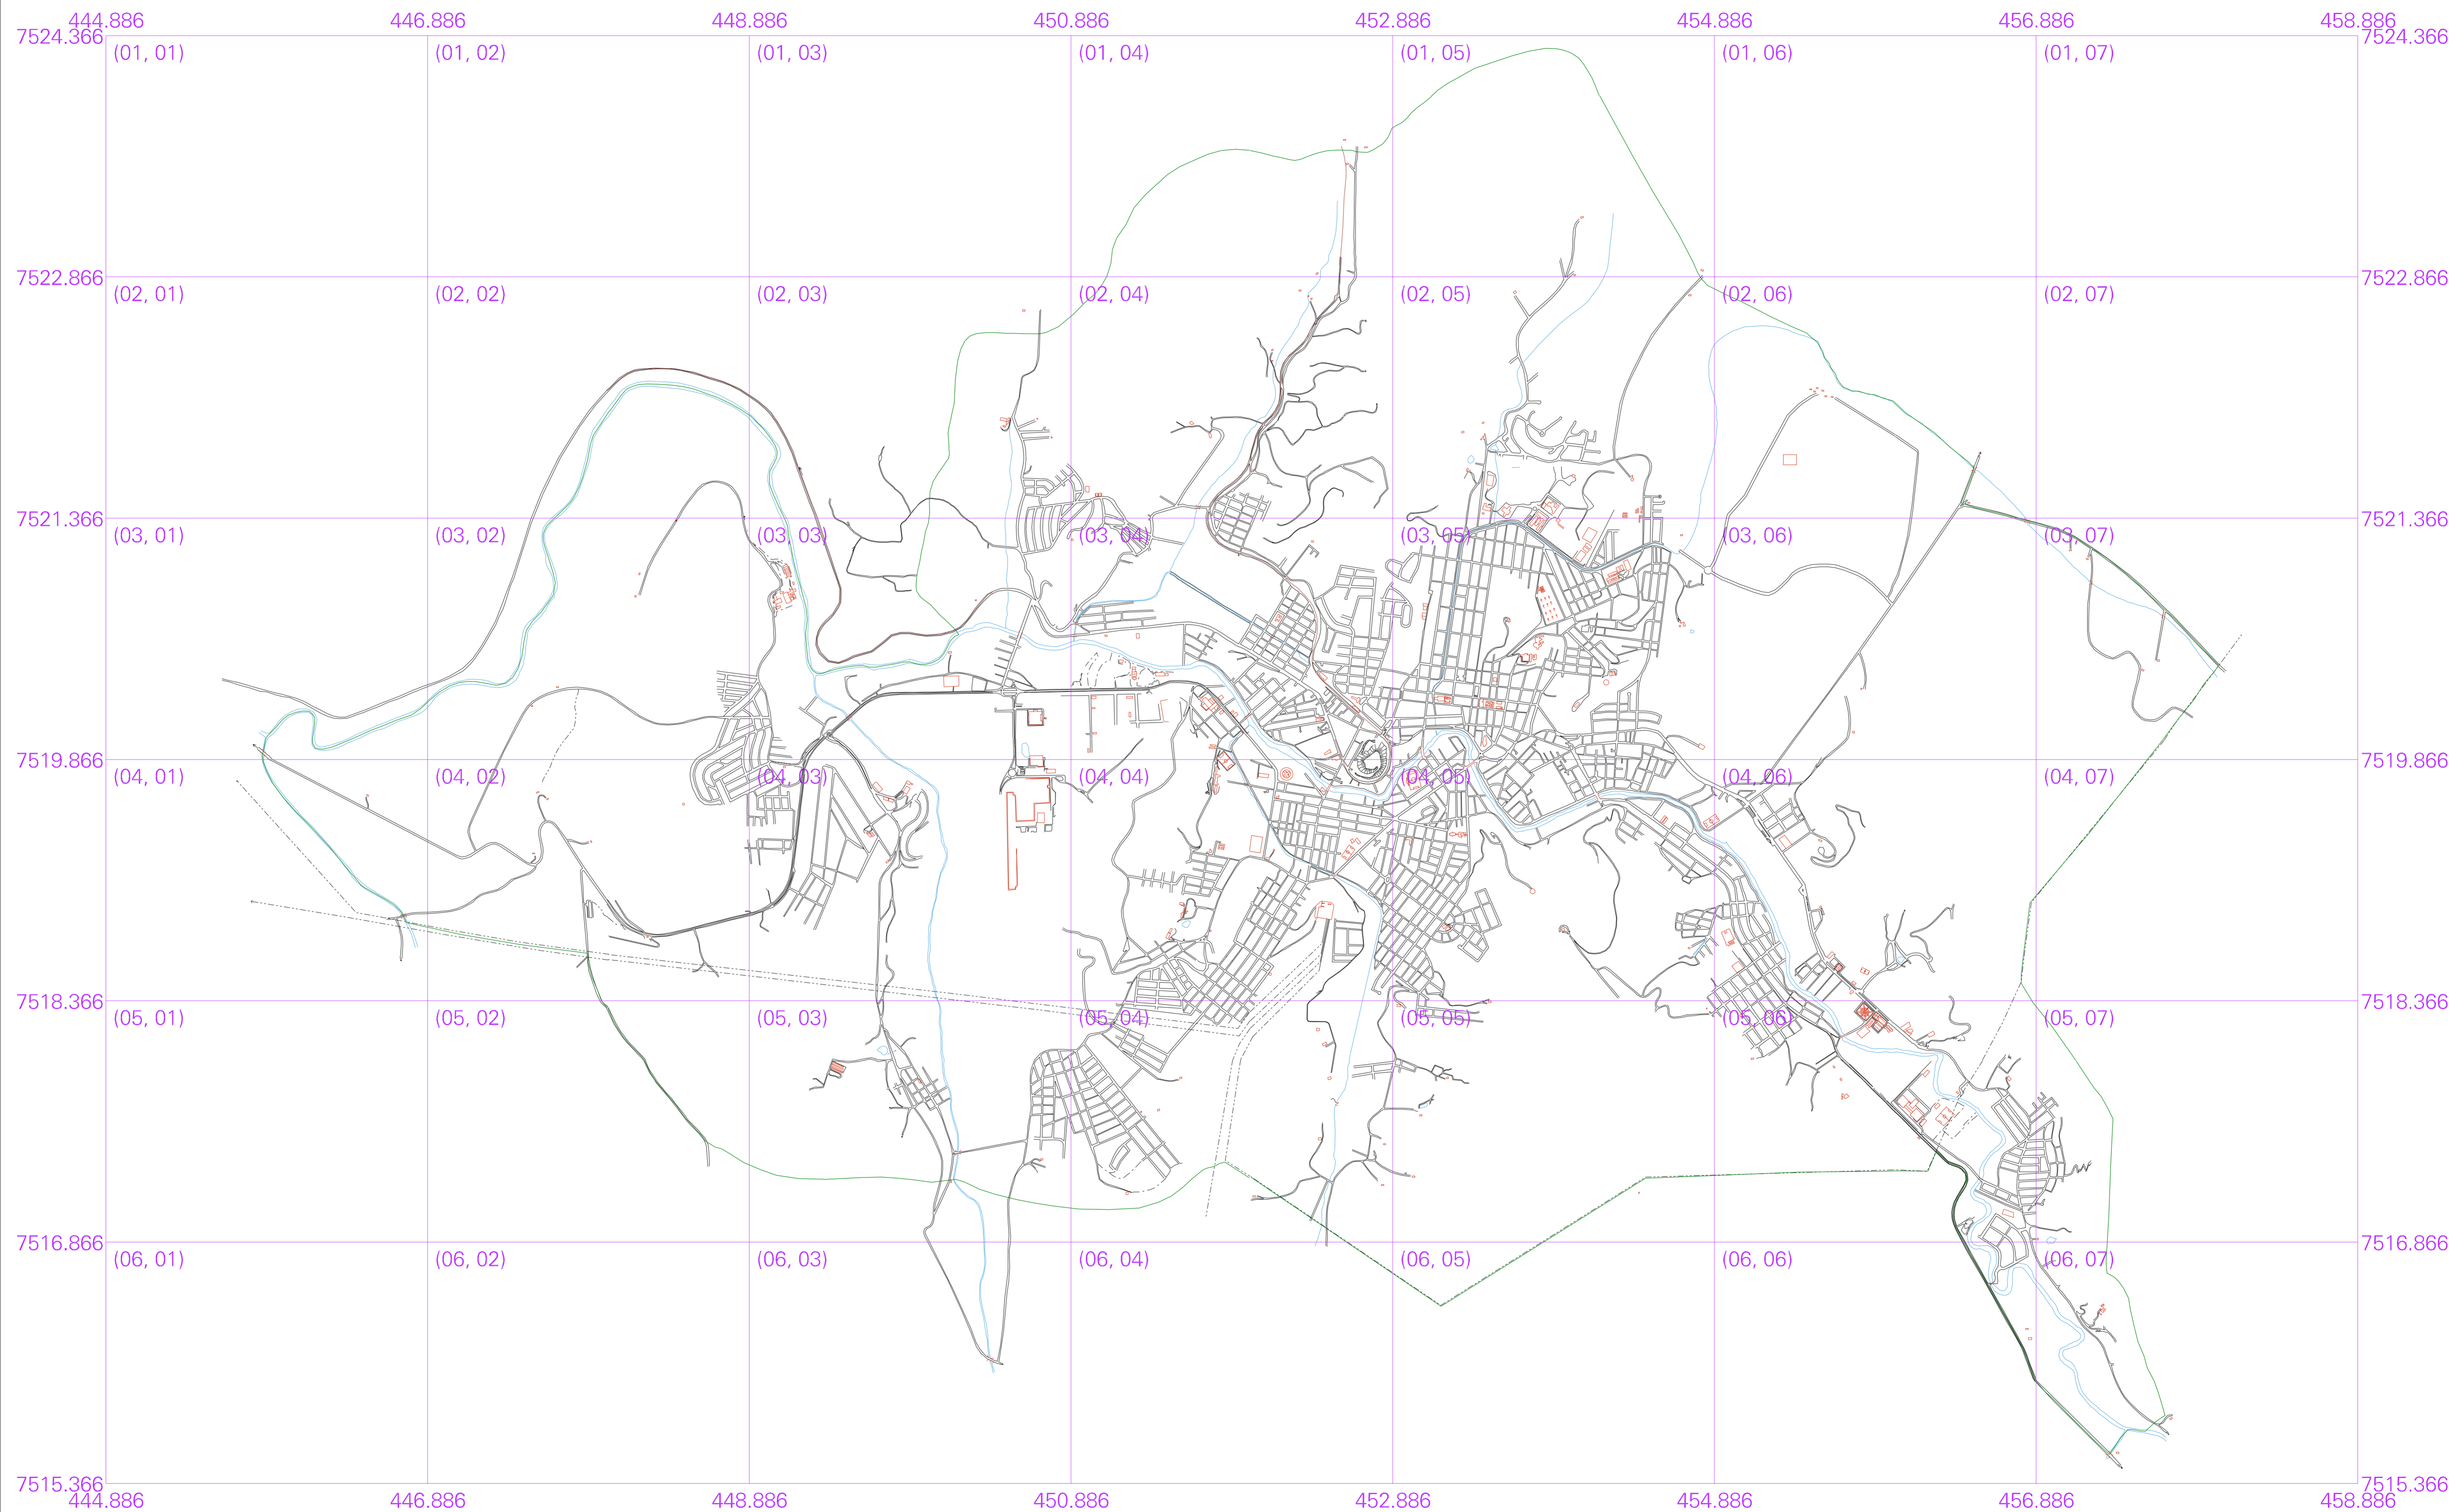 444.886 446.886 448.886 450.886 452.886 454.886 456.886 458.886
7524.366 7524.366
(01, 01) (01, 02) (01, 03) (01, 04) (01, 05) (01, 06) (01, 07)
7522.866 7522.866
(02, 01) (02, 02) (02, 03) (02, 04) (02, 05) (02, 06) (02, 07)
7521.366 7521.366
(03, 01) (03, 02) (03, 03) (03, 04) (03, 05) (03, 06) (03, 07)
7519.866 7519.866
(04, 01) (04, 02) (04, 03) (04, 04) (04, 05) (04, 06) (04, 07)
7518.366 7518.366
(05, 01) (05, 02) (05, 03) (05, 04) (05, 05) (05, 06) (05, 07)
7516.866 7516.866
(06, 01) (06, 02) (06, 03) (06, 04) (06, 05) (06, 06) (06, 07)
7515.366 7515.366
444.886 446.886 448.886 450.886 452.886 454.886 456.886 458.886